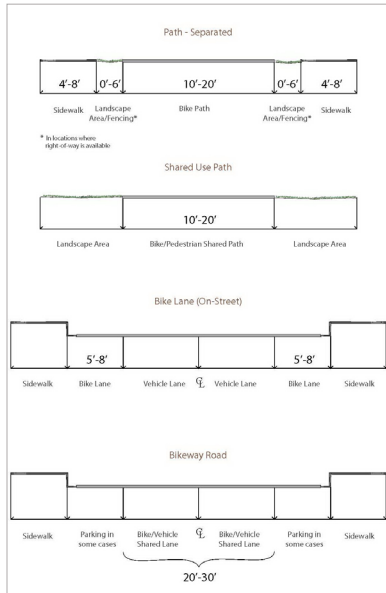 Path - Separated
4'-8' 0'-6' 10'-20' 0'-6' 4'-8'
Sidewalk Landscape Area/Fencing* Bike Path Landscape Area/Fencing* Sidewalk
* In locations where
right-of-way is available
Shared Use Path
10'-20'
Landscape Area Bike/Pedestrian Shared Path Landscape Area
Bike Lane (On-Street)
5'-8' 5'-8'
Sidewalk Bike Lane Vehicle Lane ℄ Vehicle Lane Bike Lane Sidewalk
Bikeway Road
Sidewalk Parking in some cases Bike/Vehicle Shared Lane ℄ Bike/Vehicle Shared Lane Parking in some cases Sidewalk
20'-30'